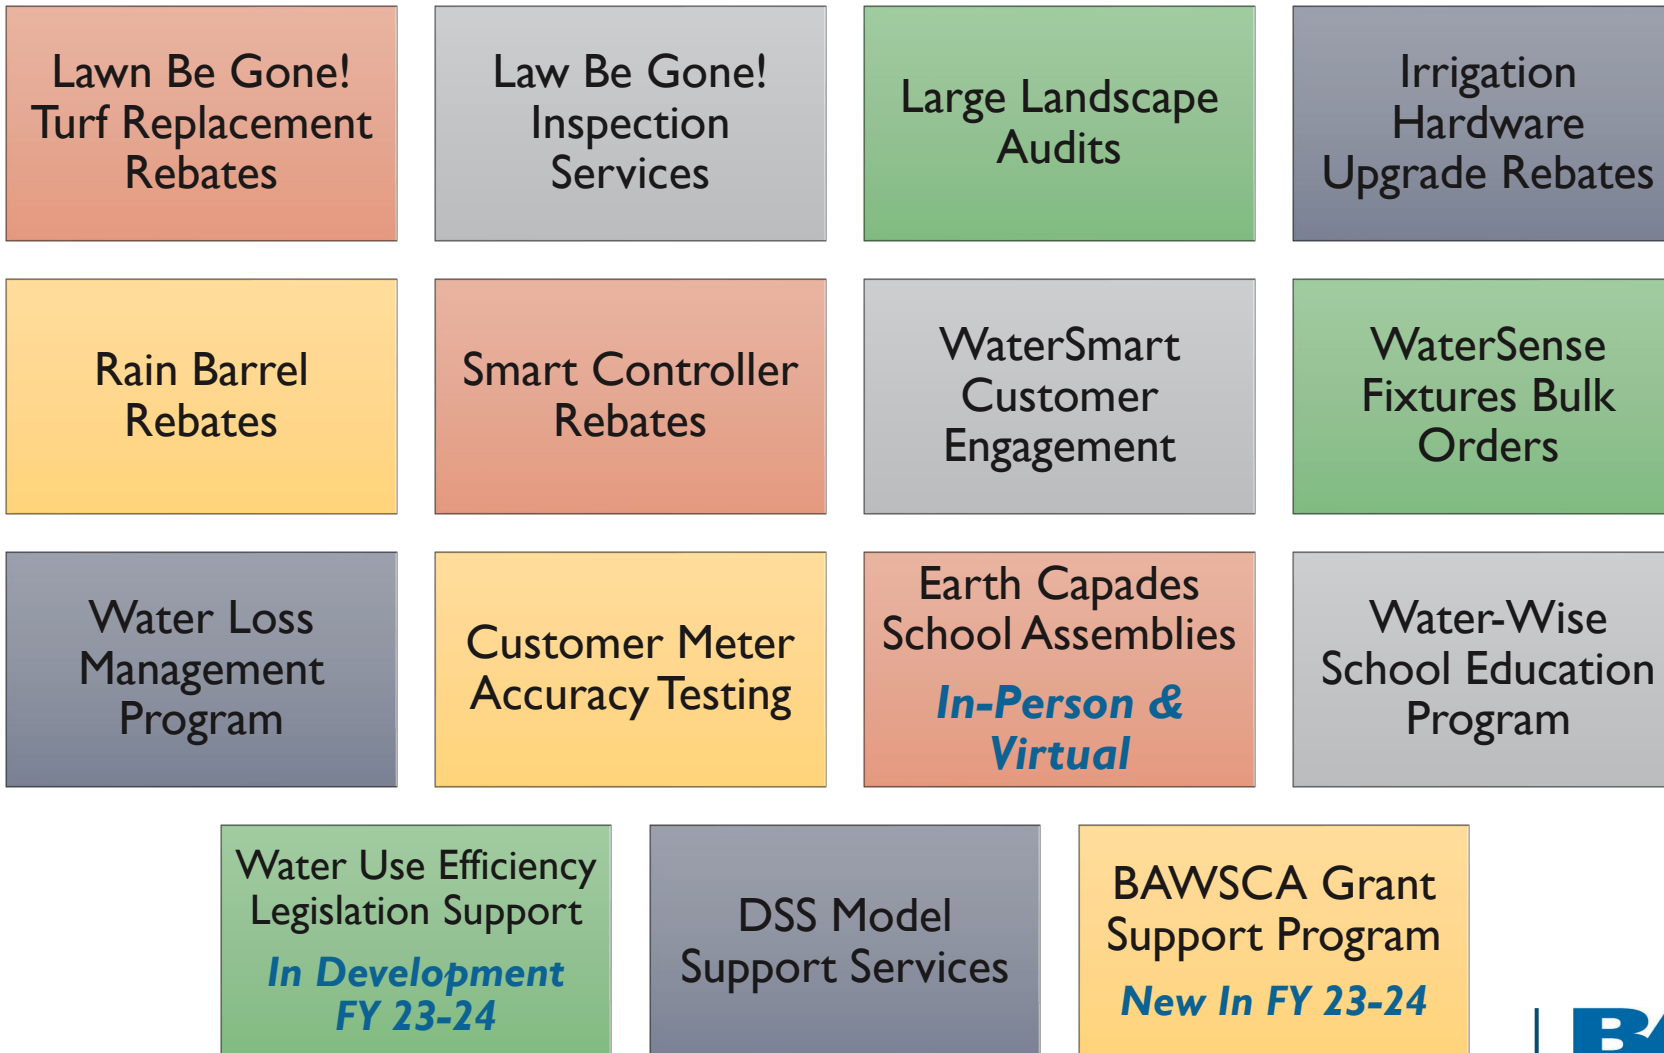 Lawn Be Gone!
Turf Replacement
Rebates
Law Be Gone!
Inspection
Services
Large Landscape
Audits
Irrigation
Hardware
Upgrade Rebates
Rain Barrel
Rebates
Smart Controller
Rebates
WaterSmart
Customer
Engagement
WaterSense
Fixtures Bulk
Orders
Water Loss
Management
Program
Customer Meter
Accuracy Testing
Earth Capades
School Assemblies
In-Person &
Virtual
Water-Wise
School Education
Program
Water Use Efficiency
Legislation Support
In Development
FY 23-24
DSS Model
Support Services
BAWSCA Grant
Support Program
New In FY 23-24